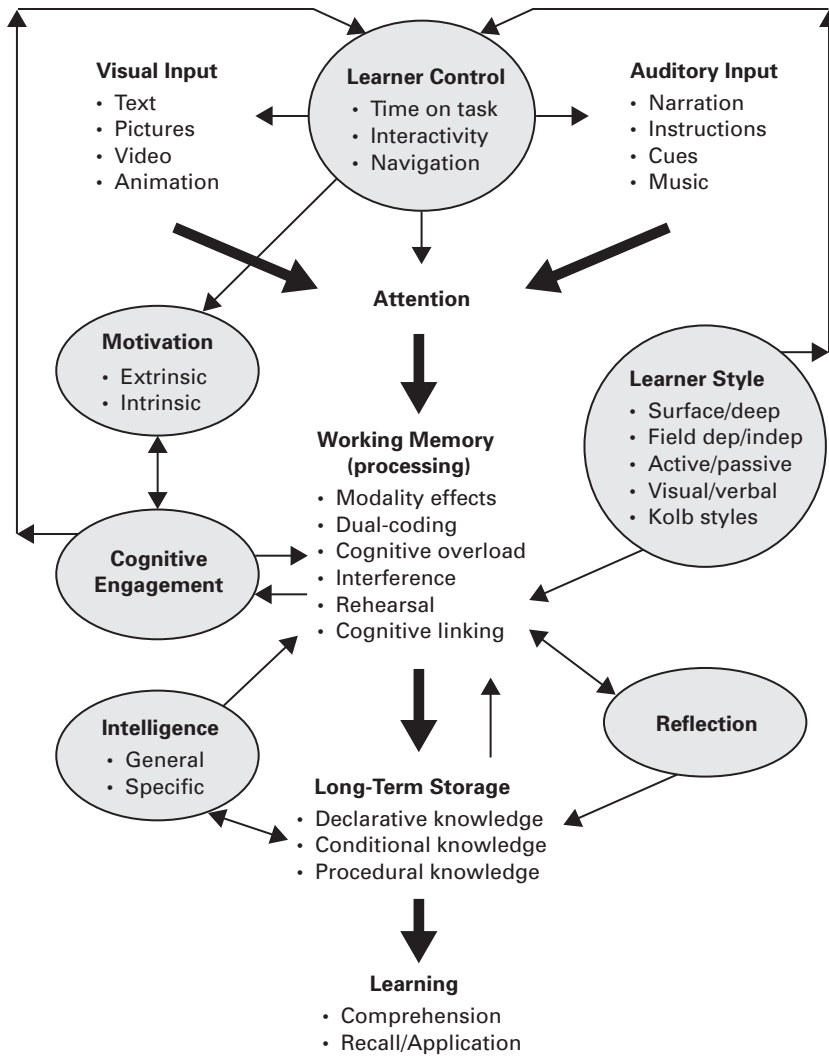 Visual Input
• Text
• Pictures
• Video
• Animation
Learner Control
• Time on task
• Interactivity
• Navigation
Auditory Input
• Narration
• Instructions
• Cues
• Music
Attention
Motivation
• Extrinsic
• Intrinsic
Learner Style
• Surface/deep
• Field dep/indep
• Active/passive
• Visual/verbal
• Kolb styles
Working Memory
(processing)
• Modality effects
• Dual-coding
• Cognitive overload
• Interference
• Rehearsal
• Cognitive linking
Cognitive
Engagement
Intelligence
• General
• Specific
Reflection
Long-Term Storage
• Declarative knowledge
• Conditional knowledge
• Procedural knowledge
Learning
• Comprehension
• Recall/Application